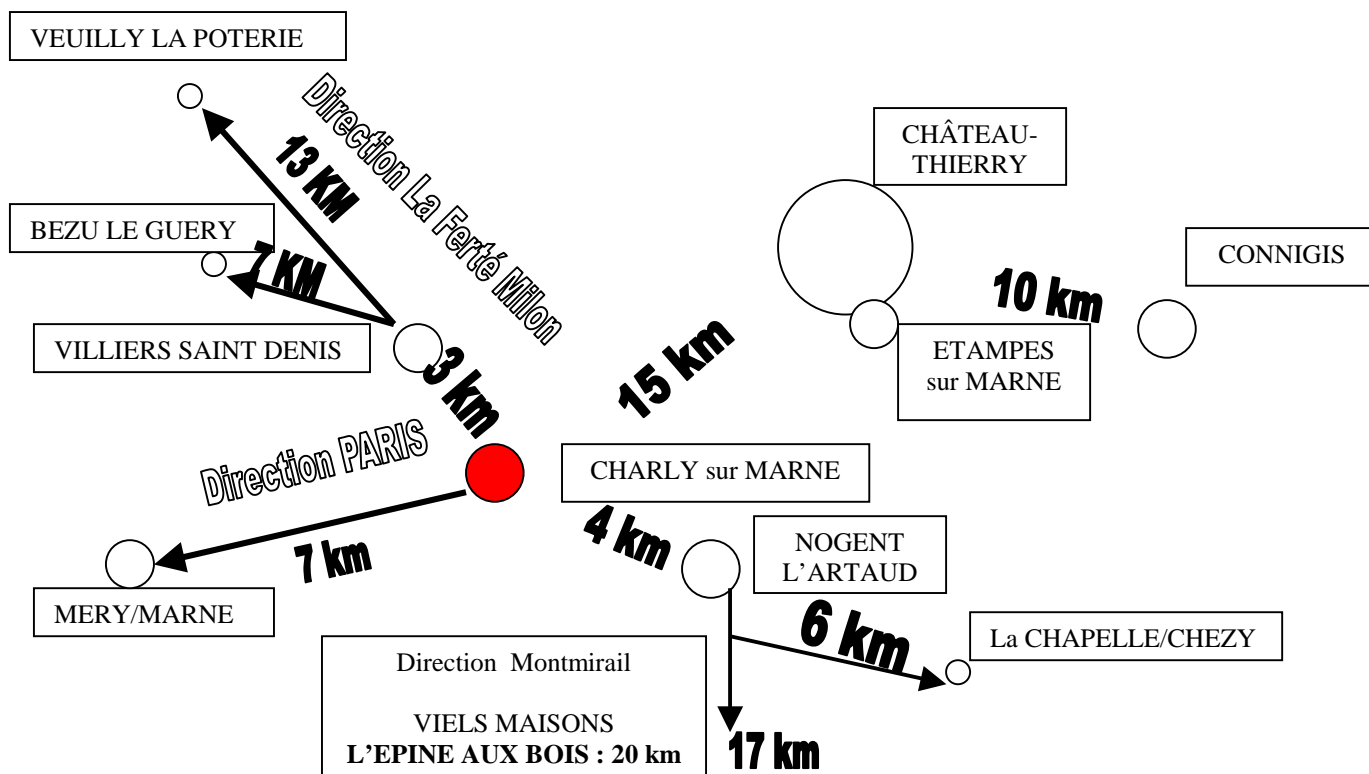 VEUILLY LA POTERIE
Direction La Ferté Milon
13 KM
CHÂTEAU-
THIERRY
BEZU LE GUERY
7 KM
CONNIGIS
10 km
VILLIERS SAINT DENIS
3 km
15 km
ETAMPES
sur MARNE
Direction PARIS
CHARLY sur MARNE
7 km
4 km
NOGENT
L'ARTAUD
MERY/MARNE
6 km
La CHAPELLE/CHEZY
Direction Montmirail
VIELS MAISONS
L'EPINE AUX BOIS : 20 km
17 km